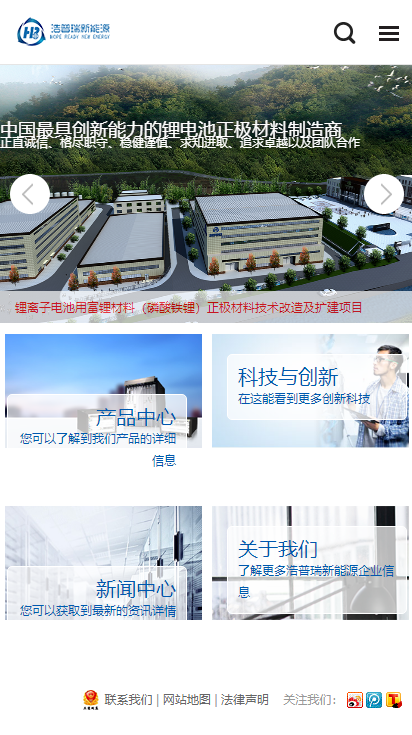 浩普瑞新能源
HOPE READY NEW ENERGY
中国最具创新能力的锂电池正极材料制造商
正直诚信、恪尽职守、稳健谨慎、求知进取、追求卓越以及团队合作
锂离子电池用富锂材料（磷酸铁锂）正极材料技术改造及扩建项目
产品中心
您可以了解到我们产品的详细
信息
科技与创新
在这能看到更多创新科技
新闻中心
您可以获取到最新的资讯详情
关于我们
了解更多浩普瑞新能源企业信
息
联系我们 | 网站地图 | 法律声明 关注我们：